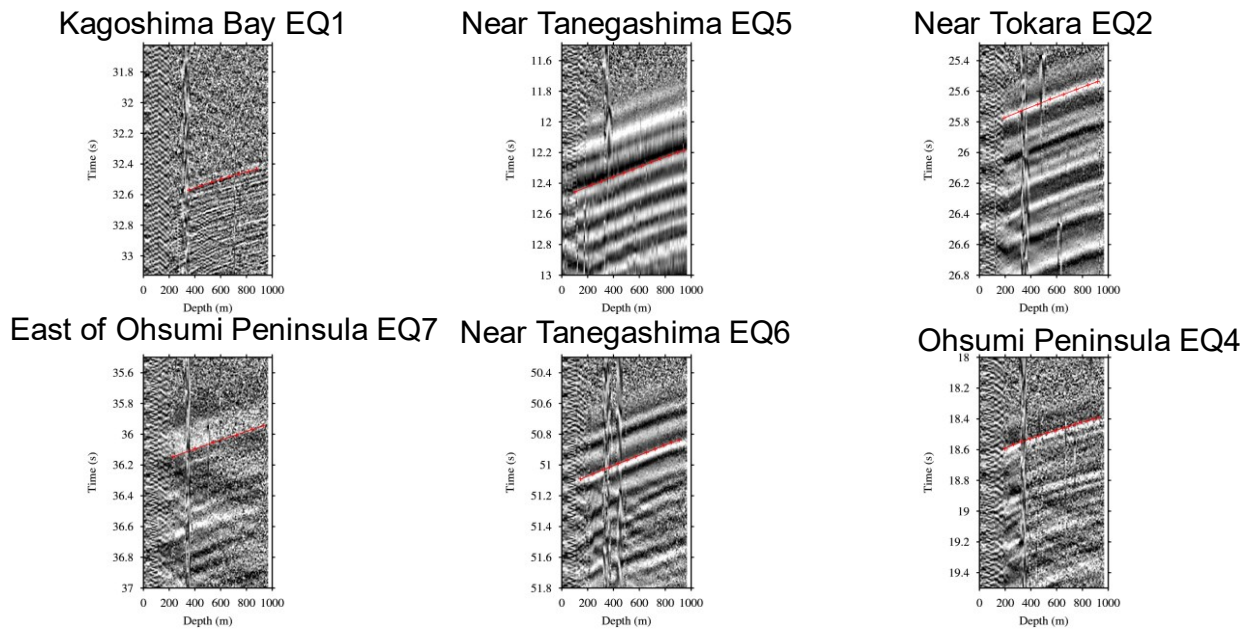 Kagoshima Bay EQ1
Near Tanegashima EQ5
Near Tokara EQ2
31.8
32
32.2
32.4
32.6
32.8
33
Time (s)
0 200 400 600 800 1000
Depth (m)
11.6
11.8
12
12.2
12.4
12.6
12.8
13
Time (s)
0 200 400 600 800 1000
Depth (m)
25.4
25.6
25.8
26
26.2
26.4
26.6
26.8
Time (s)
0 200 400 600 800 1000
Depth (m)
East of Ohsumi Peninsula EQ7
Near Tanegashima EQ6
Ohsumi Peninsula EQ4
35.6
35.8
36
36.2
36.4
36.6
36.8
37
Time (s)
0 200 400 600 800 1000
Depth (m)
50.4
50.6
50.8
51
51.2
51.4
51.6
51.8
Time (s)
0 200 400 600 800 1000
Depth (m)
18
18.2
18.4
18.6
18.8
19
19.2
19.4
Time (s)
0 200 400 600 800 1000
Depth (m)